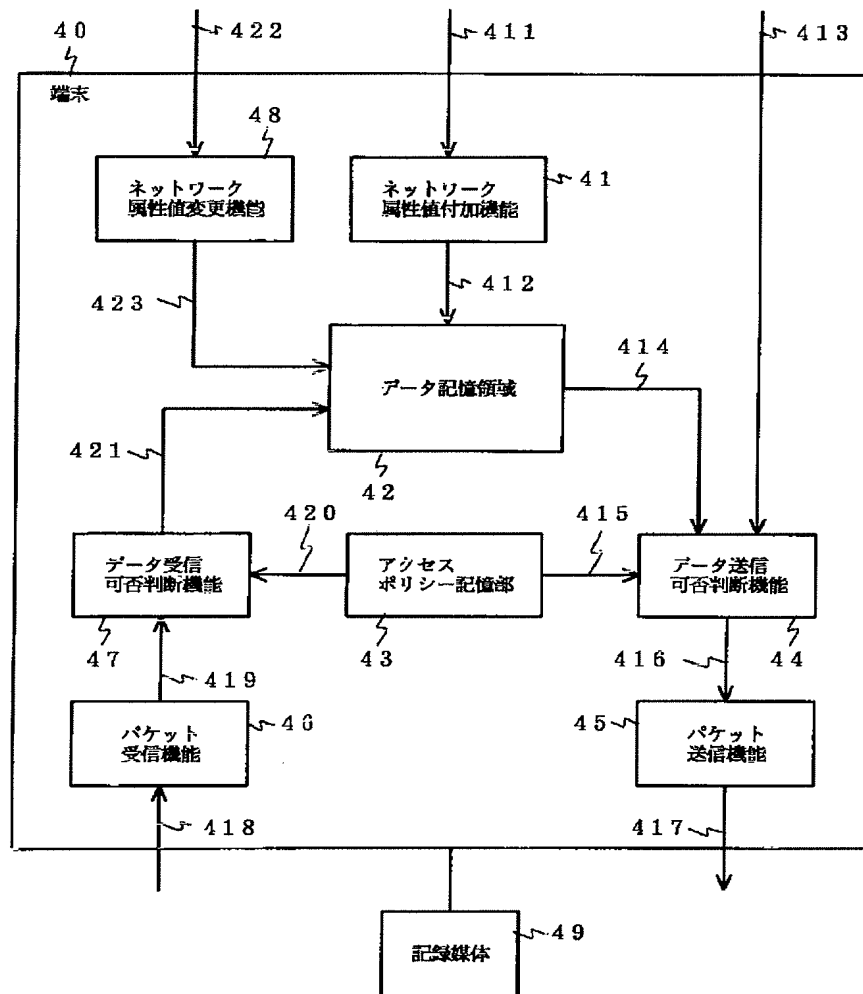 40
422
411
413
端末
48
ネットワーク
属性値変更機能
ネットワーク
属性値付加機能
41
423
412
データ記憶領域
414
421
42
420
415
データ受信
可否判断機能
アクセス
ポリシー記憶部
データ送信
可否判断機能
47
419
43
416
44
パケット
受信機能
46
45
パケット
送信機能
418
417
記録媒体
49